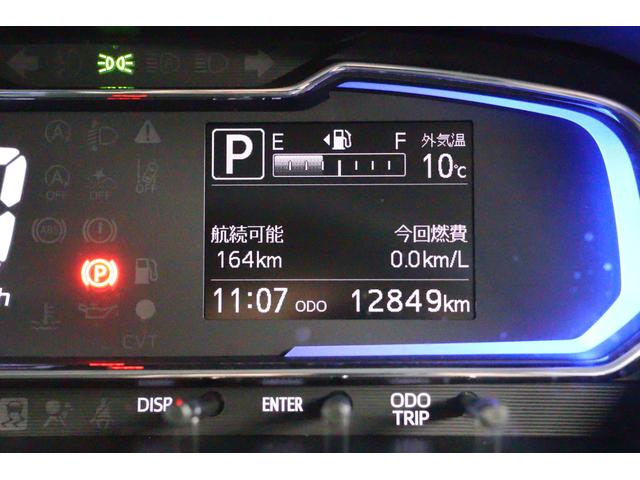 P E F 外気温
10℃
航続可能 今回燃費
164km 0.0km/L
11:07 ODO 12849km
A OFF OFF
ABS
P
CVT
h
DISP ENTER ODO
TRIP